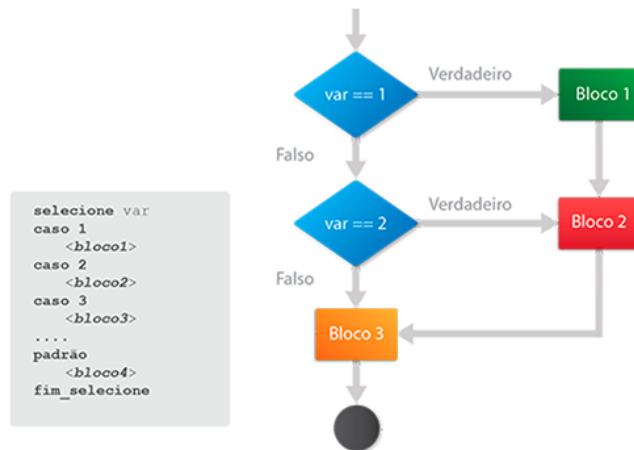 selecione var
caso 1
<bloco1>
caso 2
<bloco2>
caso 3
<bloco3>
....
padrão
<bloco4>
fim_selecione
var == 1
Verdadeiro
Bloco 1
Falso
var == 2
Verdadeiro
Bloco 2
Falso
Bloco 3